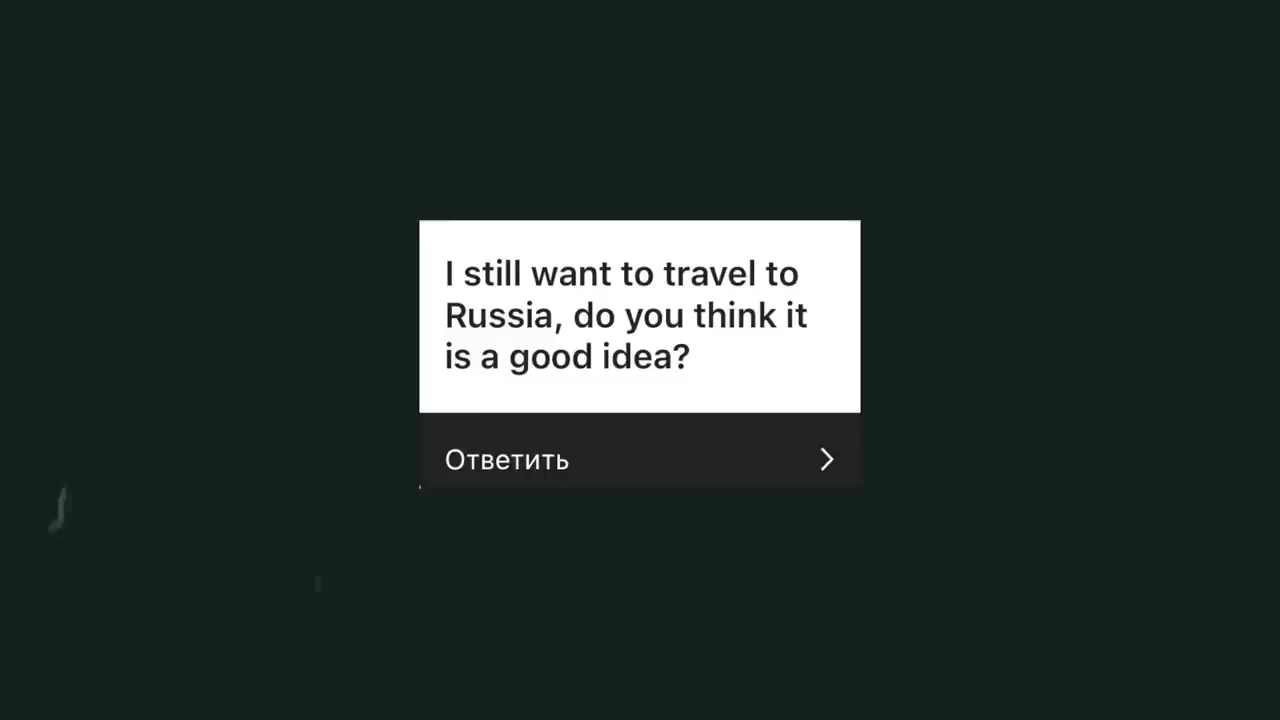 I still want to travel to
Russia, do you think it
is a good idea?
Ответить